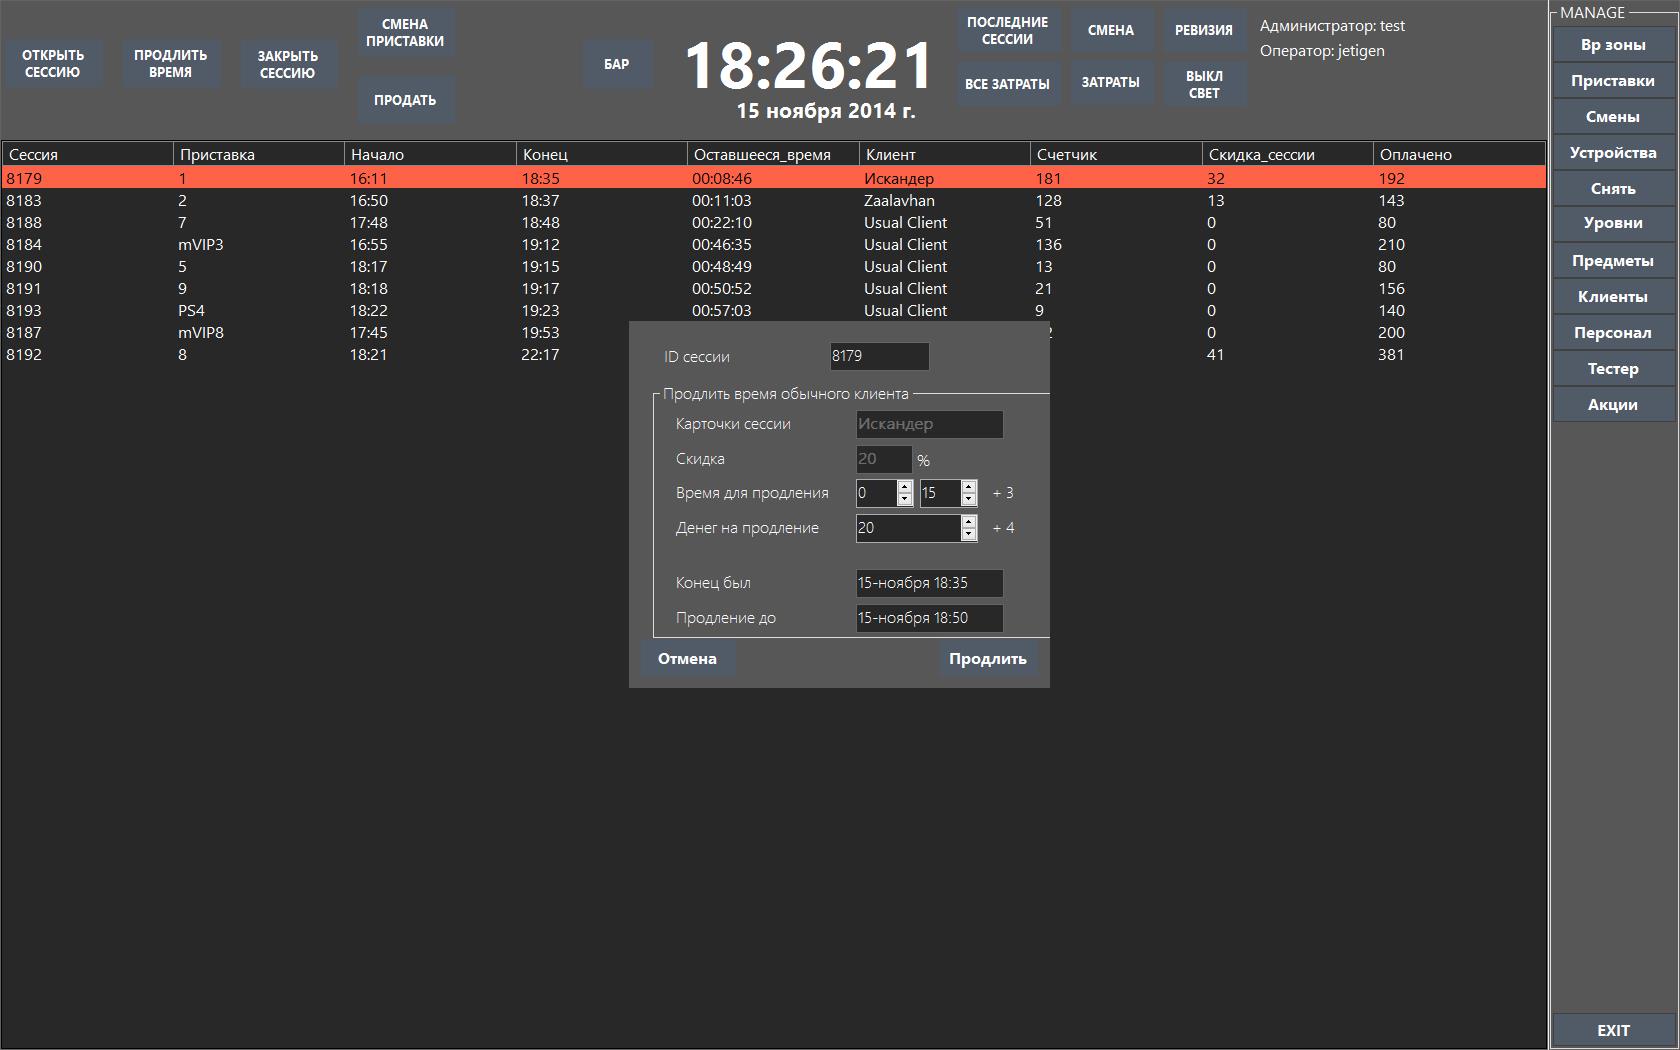 ОТКРЫТЬ СЕССИЮ
ПРОДЛИТЬ ВРЕМЯ
ЗАКРЫТЬ СЕССИЮ
СМЕНА ПРИСТАВКИ
ПРОДАТЬ
БАР
18:26:21
15 ноября 2014 г.
ПОСЛЕДНИЕ СЕССИИ
СМЕНА
РЕВИЗИЯ
ВСЕ ЗАТРАТЫ
ЗАТРАТЫ
ВЫКЛ СВЕТ
Администратор: test
Оператор: jetigen
Сессия Приставка Начало Конец Оставшееся_время Клиент Счетчик Скидка_сессии Оплачено
8179 1 16:11 18:35 00:08:46 Искандер 181 32 192
8183 2 16:50 18:37 00:11:03 Zaalavhan 128 13 143
8188 7 17:48 18:48 00:22:10 Usual Client 51 0 80
8184 mVIP3 16:55 19:12 00:46:35 Usual Client 136 0 210
8190 5 18:17 19:15 00:48:49 Usual Client 13 0 80
8191 9 18:18 19:17 00:50:52 Usual Client 21 0 156
8193 PS4 18:22 19:23 00:57:03 Usual Client 9 0 140
8187 mVIP8 17:45 19:53 0 200
8192 8 18:21 22:17 41 381
ID сессии 8179
Продлить время обычного клиента
Карточки сессии Искандер
Скидка 20 %
Время для продления 0 15 + 3
Денег на продление 20 + 4
Конец был 15-ноября 18:35
Продление до 15-ноября 18:50
Отмена Продлить
MANAGE
Вр зоны
Приставки
Смены
Устройства
Снять
Уровни
Предметы
Клиенты
Персонал
Тестер
Акции
EXIT